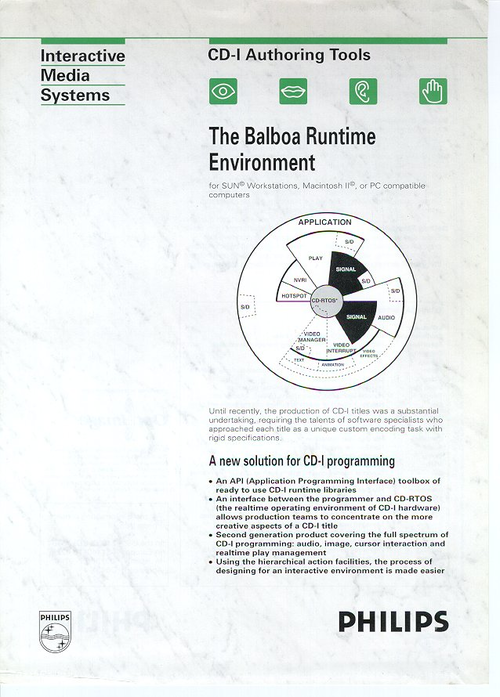 Interactive
Media
Systems
CD-I Authoring Tools
The Balboa Runtime
Environment
for SUN© Workstations, Macintosh II©, or PC compatible
computers
APPLICATION
S/D
PLAY
SIGNAL
S/D
NVRI
S/D
HOTSPOT
CD-RTOS*
S/D
SIGNAL
AUDIO
VIDEO
MANAGER
S/D
VIDEO
INTERRUPT
VIDEO
EFFECTS
TEXT
ANIMATION
Until recently, the production of CD-I titles was a substantial
undertaking, requiring the talents of software specialists who
approached each title as a unique custom encoding task with
rigid specifications.
A new solution for CD-I programming
• An API (Application Programming Interface) toolbox of
ready to use CD-I runtime libraries
• An interface between the programmer and CD-RTOS
(the realtime operating environment of CD-I hardware)
allows production teams to concentrate on the more
creative aspects of a CD-I title
• Second generation product covering the full spectrum of
CD-I programming: audio, image, cursor interaction and
realtime play management
• Using the hierarchical action facilities, the process of
designing for an interactive environment is made easier
PHILIPS
PHILIPS